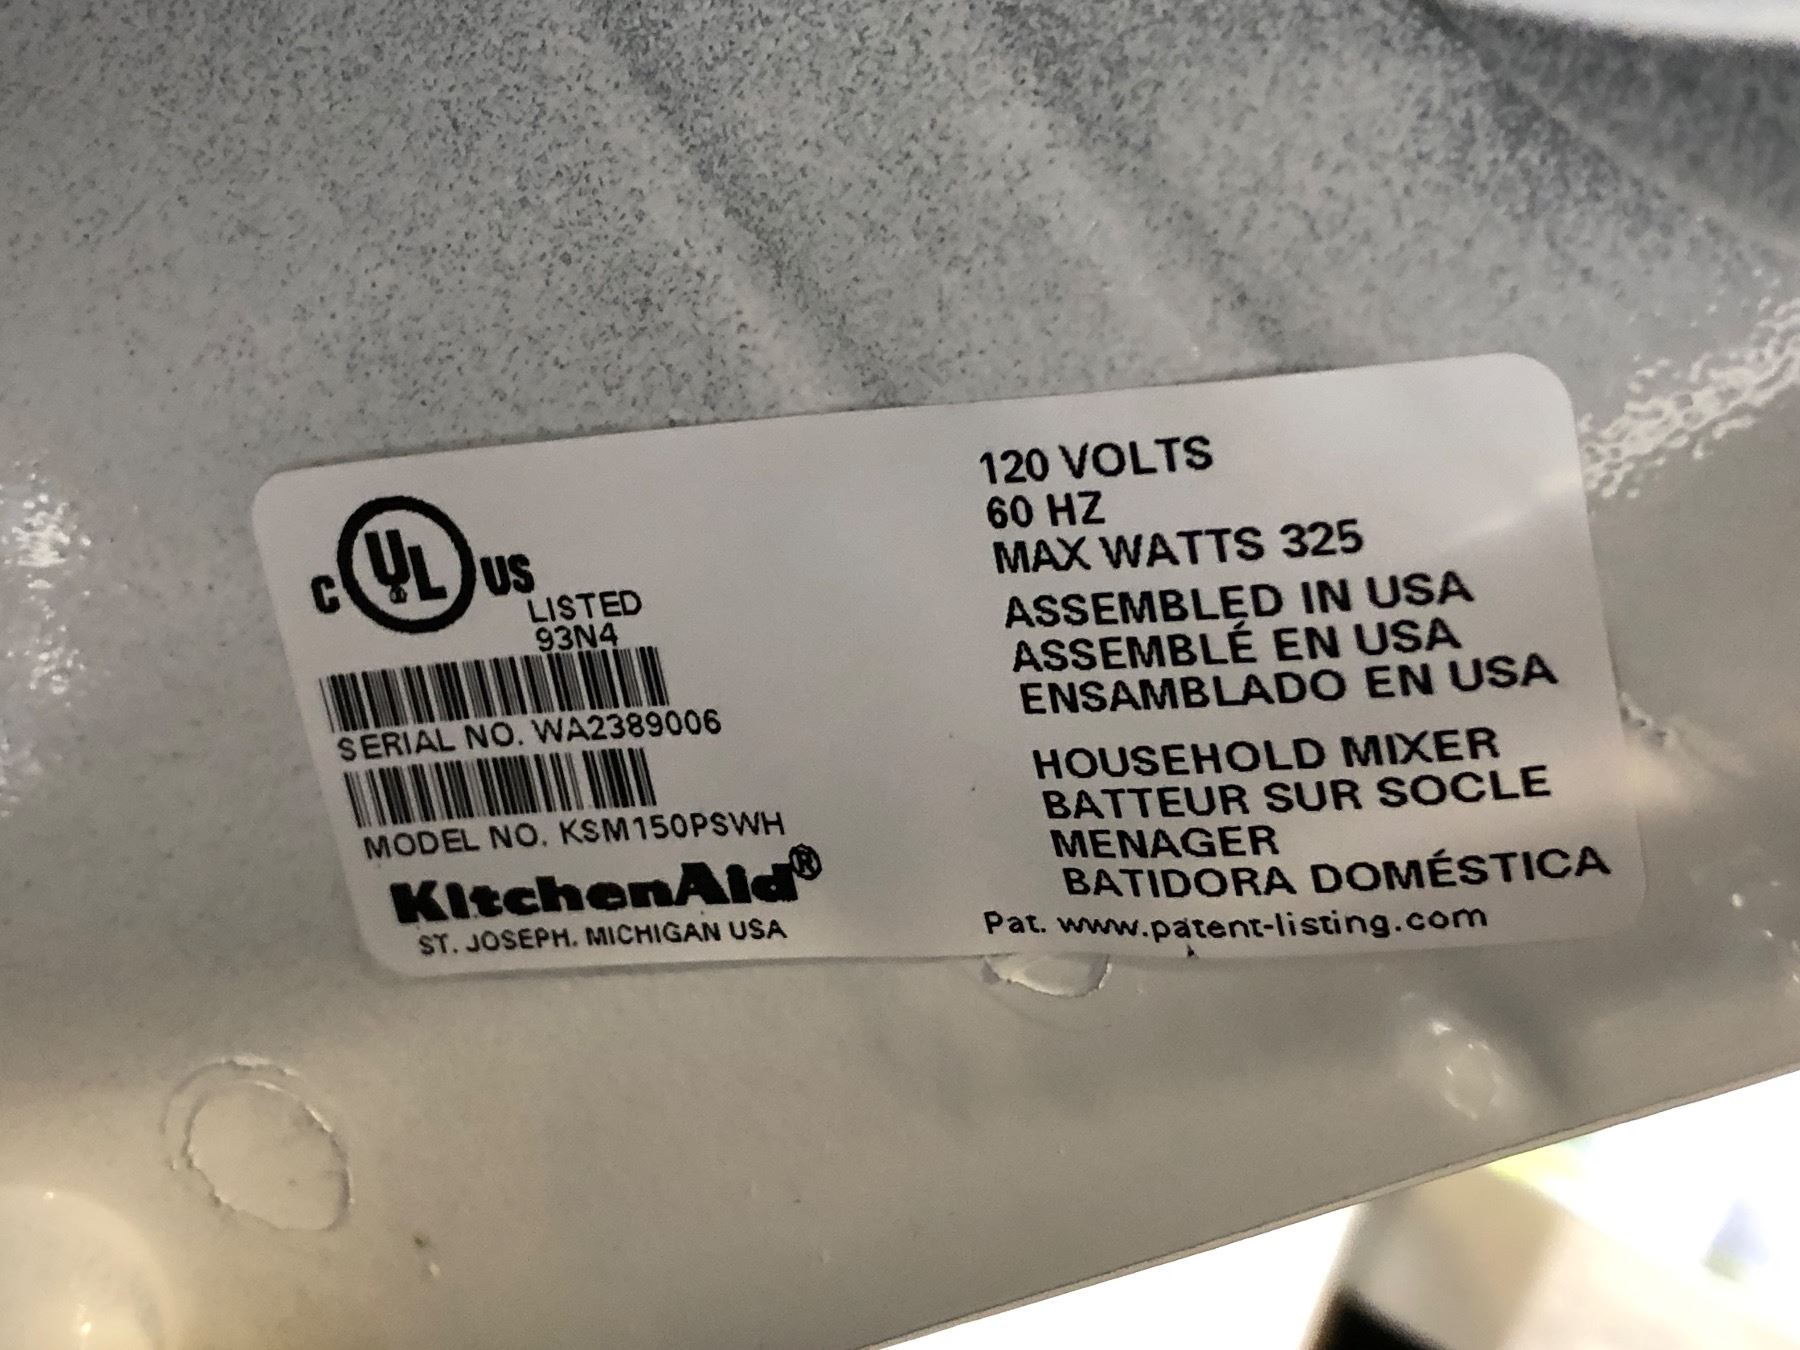 C UL US
LISTED
93N4
SERIAL NO. WA2389006
MODEL NO. KSM150PSWH
KitchenAid®
ST. JOSEPH, MICHIGAN USA
120 VOLTS
60 HZ
MAX WATTS 325
ASSEMBLED IN USA
ASSEMBLÉ EN USA
ENSAMBLADO EN USA
HOUSEHOLD MIXER
BATTEUR SUR SOCLE
MENAGER
BATIDORA DOMÉSTICA
Pat. www.patent-listing.com